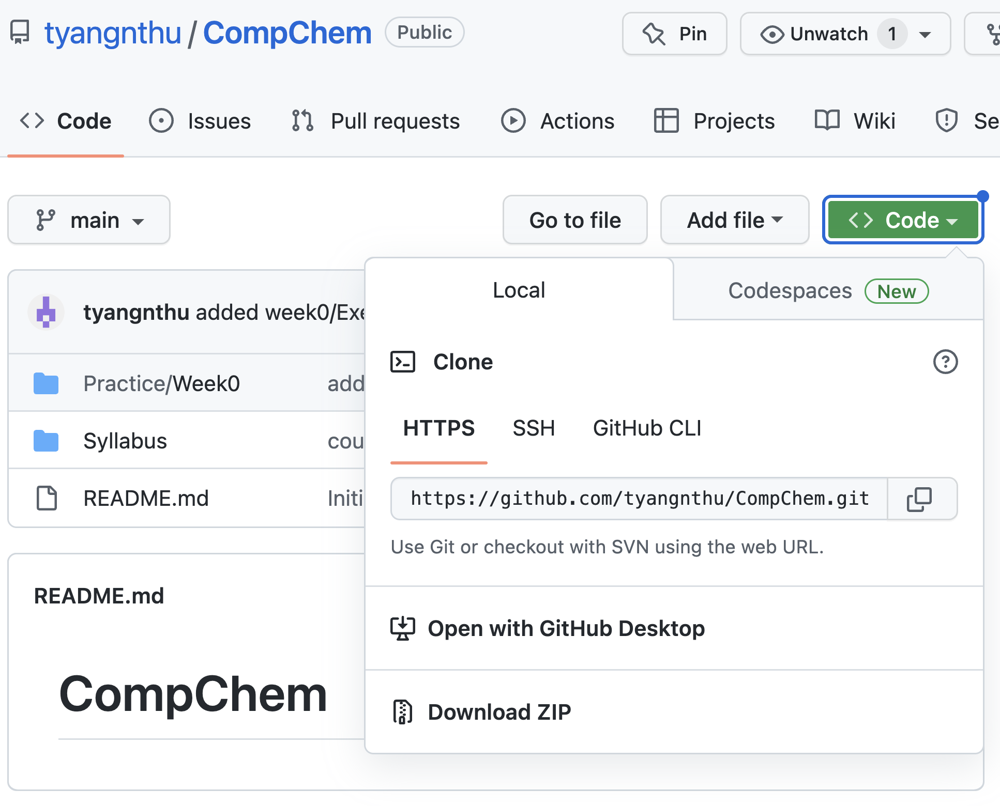 tyangnthu / CompChem Public Pin Unwatch 1
Code Issues Pull requests Actions Projects Wiki
main Go to file Add file Code
Local Codespaces New
tyangnthu added week0/Exe
Clone
Practice/Week0 add
HTTPS SSH GitHub CLI
Syllabus cou
README.md Initi
https://github.com/tyangnthu/CompChem.git
Use Git or checkout with SVN using the web URL.
README.md
Open with GitHub Desktop
CompChem
Download ZIP